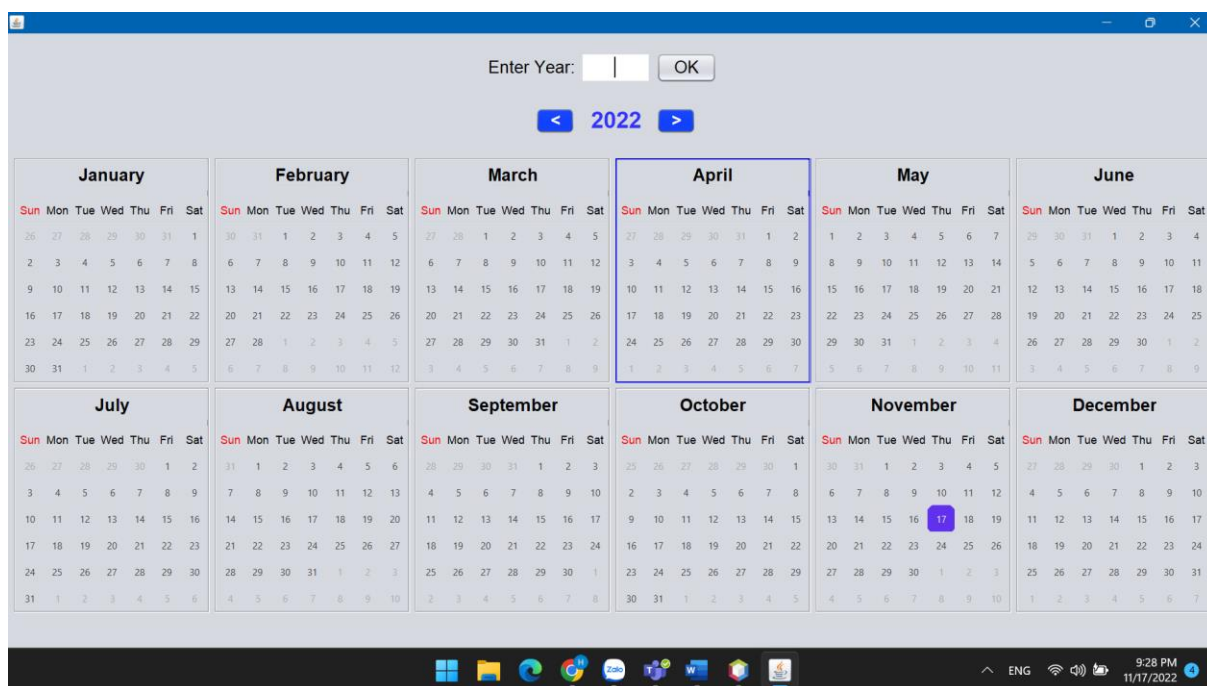 Enter Year: OK
< 2022 >
January February March April May June
Sun Mon Tue Wed Thu Fri Sat Sun Mon Tue Wed Thu Fri Sat Sun Mon Tue Wed Thu Fri Sat Sun Mon Tue Wed Thu Fri Sat Sun Mon Tue Wed Thu Fri Sat Sun Mon Tue Wed Thu Fri Sat
26 27 28 29 30 31 1 30 31 1 2 3 4 5 27 28 1 2 3 4 5 27 28 29 30 31 1 2 1 2 3 4 5 6 7 29 30 31 1 2 3 4
2 3 4 5 6 7 8 6 7 8 9 10 11 12 6 7 8 9 10 11 12 3 4 5 6 7 8 9 8 9 10 11 12 13 14 5 6 7 8 9 10 11
9 10 11 12 13 14 15 13 14 15 16 17 18 19 13 14 15 16 17 18 19 10 11 12 13 14 15 16 15 16 17 18 19 20 21 12 13 14 15 16 17 18
16 17 18 19 20 21 22 20 21 22 23 24 25 26 20 21 22 23 24 25 26 17 18 19 20 21 22 23 22 23 24 25 26 27 28 19 20 21 22 23 24 25
23 24 25 26 27 28 29 27 28 1 2 3 4 5 27 28 29 30 31 1 2 24 25 26 27 28 29 30 29 30 31 1 2 3 4 26 27 28 29 30 1 2
30 31 1 2 3 4 5 6 7 8 9 10 11 12 3 4 5 6 7 8 9 1 2 3 4 5 6 7 5 6 7 8 9 10 11 3 4 5 6 7 8 9
July August September October November December
Sun Mon Tue Wed Thu Fri Sat Sun Mon Tue Wed Thu Fri Sat Sun Mon Tue Wed Thu Fri Sat Sun Mon Tue Wed Thu Fri Sat Sun Mon Tue Wed Thu Fri Sat Sun Mon Tue Wed Thu Fri Sat
26 27 28 29 30 1 2 31 1 2 3 4 5 6 28 29 30 31 1 2 3 25 26 27 28 29 30 1 30 31 1 2 3 4 5 27 28 29 30 1 2 3
3 4 5 6 7 8 9 7 8 9 10 11 12 13 4 5 6 7 8 9 10 2 3 4 5 6 7 8 6 7 8 9 10 11 12 4 5 6 7 8 9 10
10 11 12 13 14 15 16 14 15 16 17 18 19 20 11 12 13 14 15 16 17 9 10 11 12 13 14 15 13 14 15 16 17 18 19 11 12 13 14 15 16 17
17 18 19 20 21 22 23 21 22 23 24 25 26 27 18 19 20 21 22 23 24 16 17 18 19 20 21 22 20 21 22 23 24 25 26 18 19 20 21 22 23 24
24 25 26 27 28 29 30 28 29 30 31 1 2 3 25 26 27 28 29 30 1 23 24 25 26 27 28 29 27 28 29 30 1 2 3 25 26 27 28 29 30 31
31 1 2 3 4 5 6 4 5 6 7 8 9 10 2 3 4 5 6 7 8 30 31 1 2 3 4 5 4 5 6 7 8 9 10 1 2 3 4 5 6 7
Zalo ENG 9:28 PM
11/17/2022 4